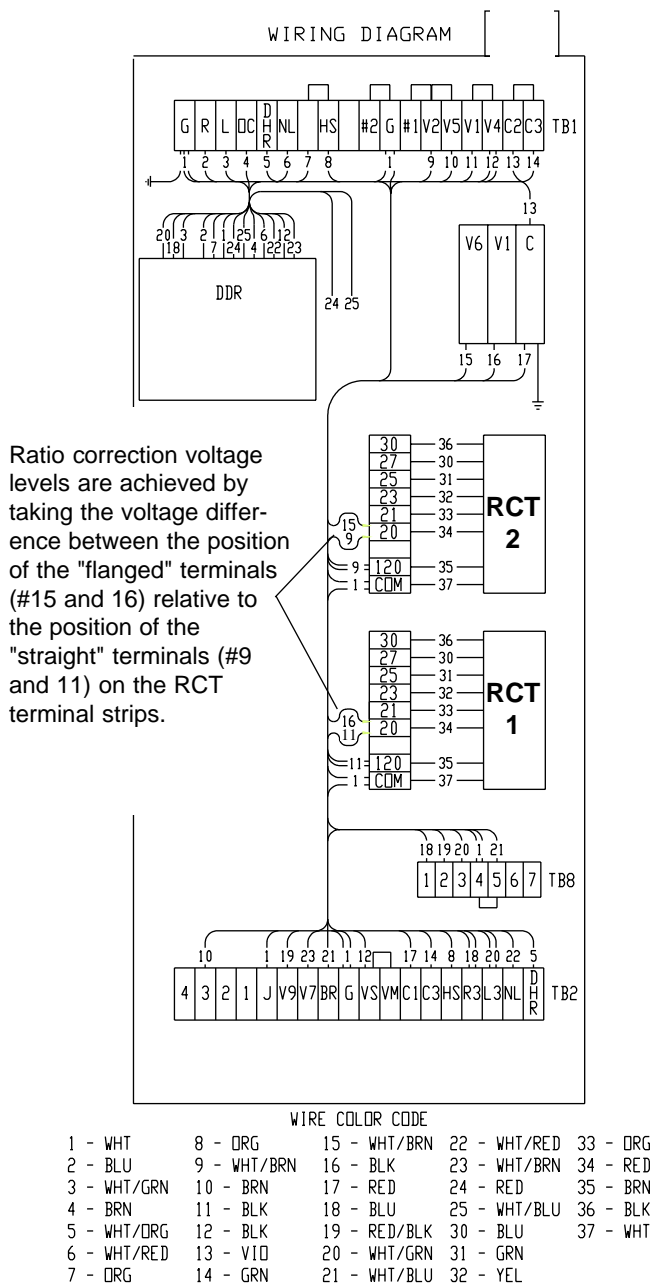 WIRING DIAGRAM
G R L OC DHR NL HS #2 G #1 V2 V5 V1 V4 C2 C3 TB1
1 2 3 4 5 6 7 8 1 9 10 11 12 13 14
13
20 18 3 2 7 1 24 25 4 6 22 12 23
V6 V1 C
DDR
24 25
15 16 17
Ratio correction voltage
levels are achieved by
taking the voltage differ-
ence between the position
of the "flanged" terminals
(#15 and 16) relative to
the position of the
"straight" terminals (#9
and 11) on the RCT
terminal strips.
30 36
27 30
25 31
23 32
21 33
15 20 34
9
9 120 35
1 COM 37
RCT
2
30 36
27 30
25 31
23 32
21 33
16 20 34
11
11 120 35
1 COM 37
RCT
1
18 19 20 1 21
1 2 3 4 5 6 7 TB8
10 1 19 23 21 1 12 17 14 8 18 20 22 5
4 3 2 1 J V9 V7 BR G VS VM C1 C3 HS R3 L3 NL DHR TB2
WIRE COLOR CODE
1 - WHT 8 - ORG 15 - WHT/BRN 22 - WHT/RED 33 - ORG
2 - BLU 9 - WHT/BRN 16 - BLK 23 - WHT/BRN 34 - RED
3 - WHT/GRN 10 - BRN 17 - RED 24 - RED 35 - BRN
4 - BRN 11 - BLK 18 - BLU 25 - WHT/BLU 36 - BLK
5 - WHT/ORG 12 - BLK 19 - RED/BLK 30 - BLU 37 - WHT
6 - WHT/RED 13 - VIO 20 - WHT/GRN 31 - GRN
7 - ORG 14 - GRN 21 - WHT/BLU 32 - YEL